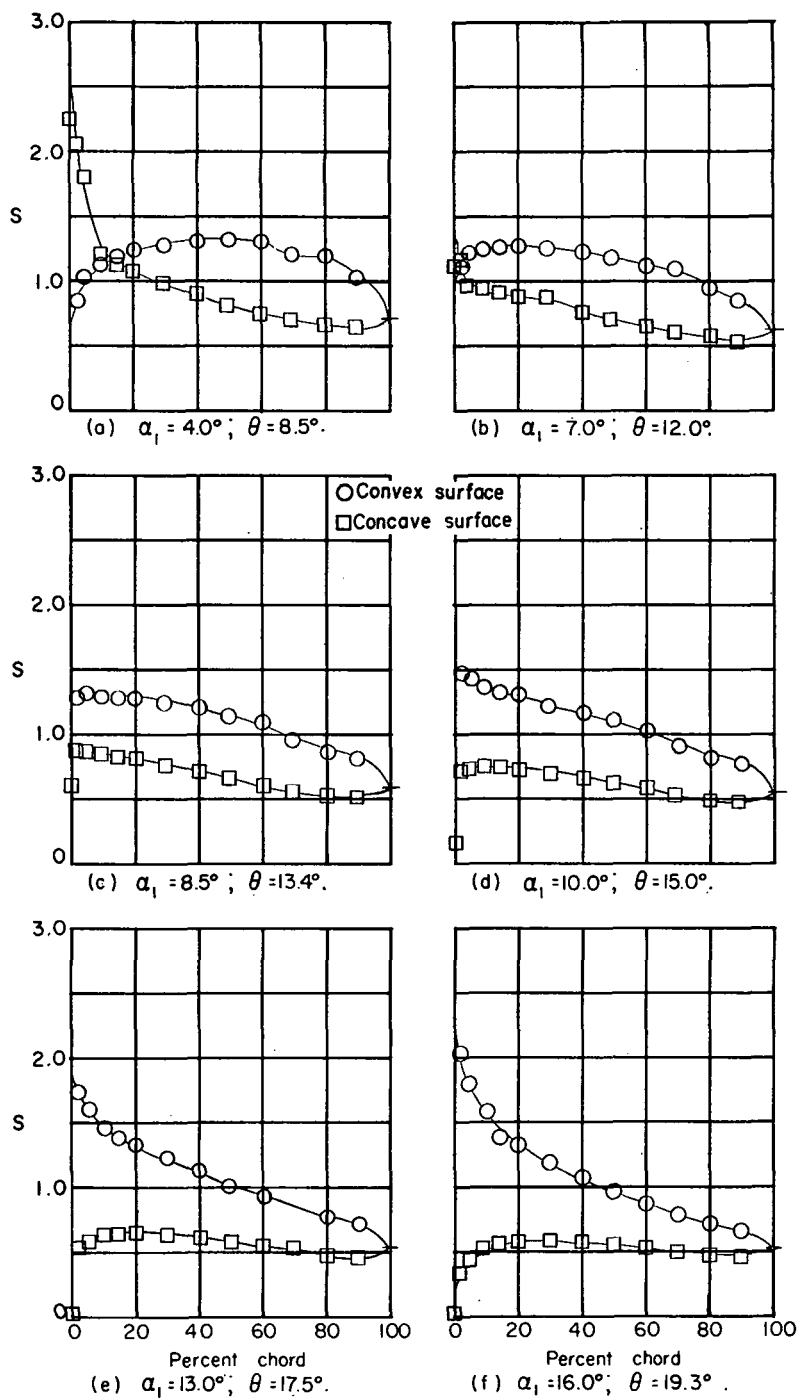 3.0
2.0
S
1.0
0
(a) α₁ = 4.0°; θ = 8.5°.
(b) α₁ = 7.0°; θ = 12.0°.
3.0
○ Convex surface
□ Concave surface
2.0
S
1.0
0
(c) α₁ = 8.5°; θ = 13.4°.
(d) α₁ = 10.0°; θ = 15.0°.
3.0
2.0
S
1.0
0
0 20 40 60 80 100
0 20 40 60 80 100
Percent chord
Percent chord
(e) α₁ = 13.0°; θ = 17.5°.
(f) α₁ = 16.0°; θ = 19.3°.